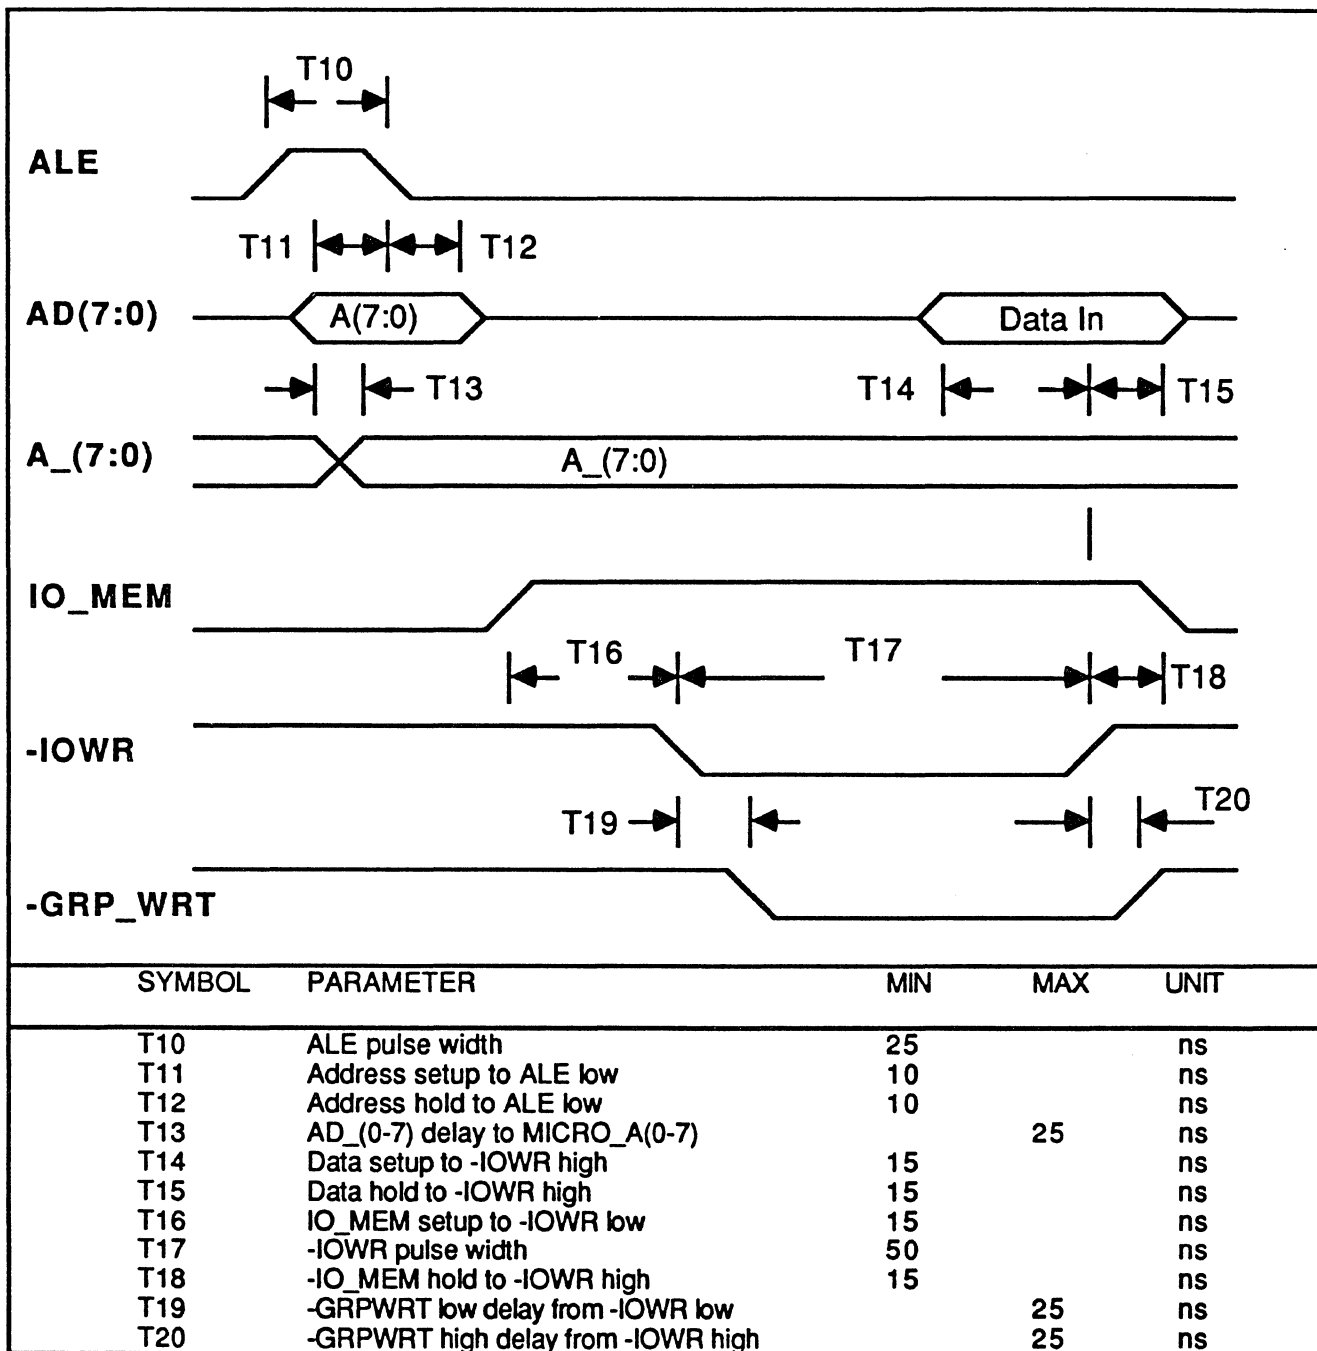 T10
ALE
T11 T12
AD(7:0) A(7:0) Data In
T13 T14 T15
A_(7:0) A_(7:0)
IO_MEM
T16 T17 T18
-IOWR
T19 T20
-GRP_WRT
SYMBOL PARAMETER MIN MAX UNIT
T10 ALE pulse width 25 ns
T11 Address setup to ALE low 10 ns
T12 Address hold to ALE low 10 ns
T13 AD_(0-7) delay to MICRO_A(0-7) 25 ns
T14 Data setup to -IOWR high 15 ns
T15 Data hold to -IOWR high 15 ns
T16 IO_MEM setup to -IOWR low 15 ns
T17 -IOWR pulse width 50 ns
T18 -IO_MEM hold to -IOWR high 15 ns
T19 -GRPWRT low delay from -IOWR low 25 ns
T20 -GRPWRT high delay from -IOWR high 25 ns